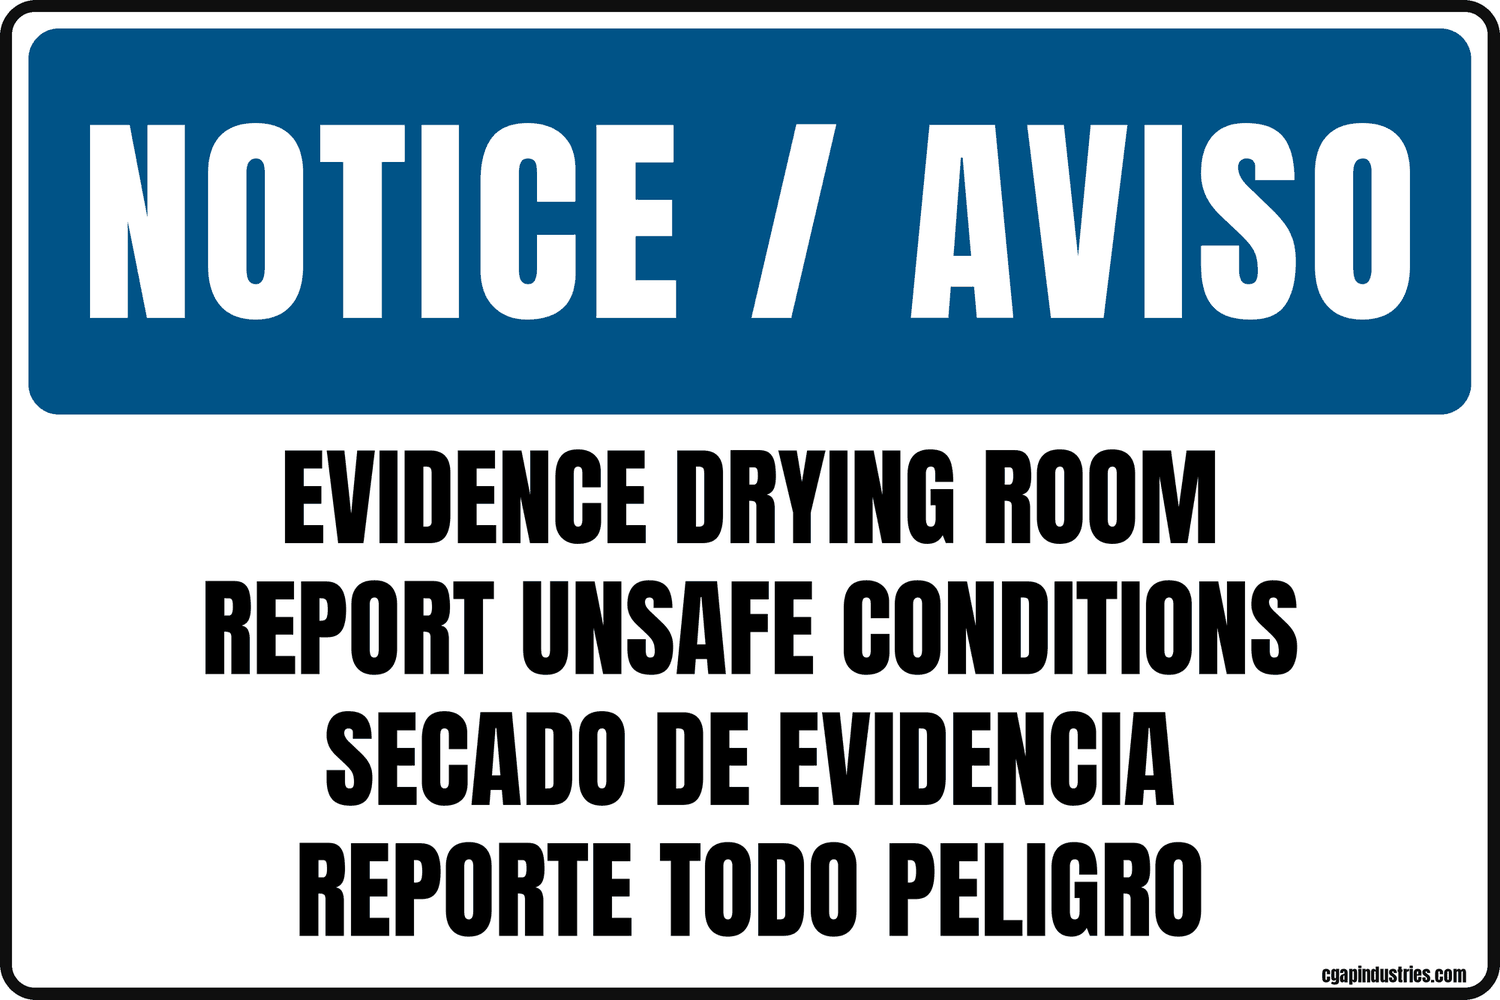 NOTICE / AVISO
EVIDENCE DRYING ROOM
REPORT UNSAFE CONDITIONS
SECADO DE EVIDENCIA
REPORTE TODO PELIGRO
cgapindustries.com